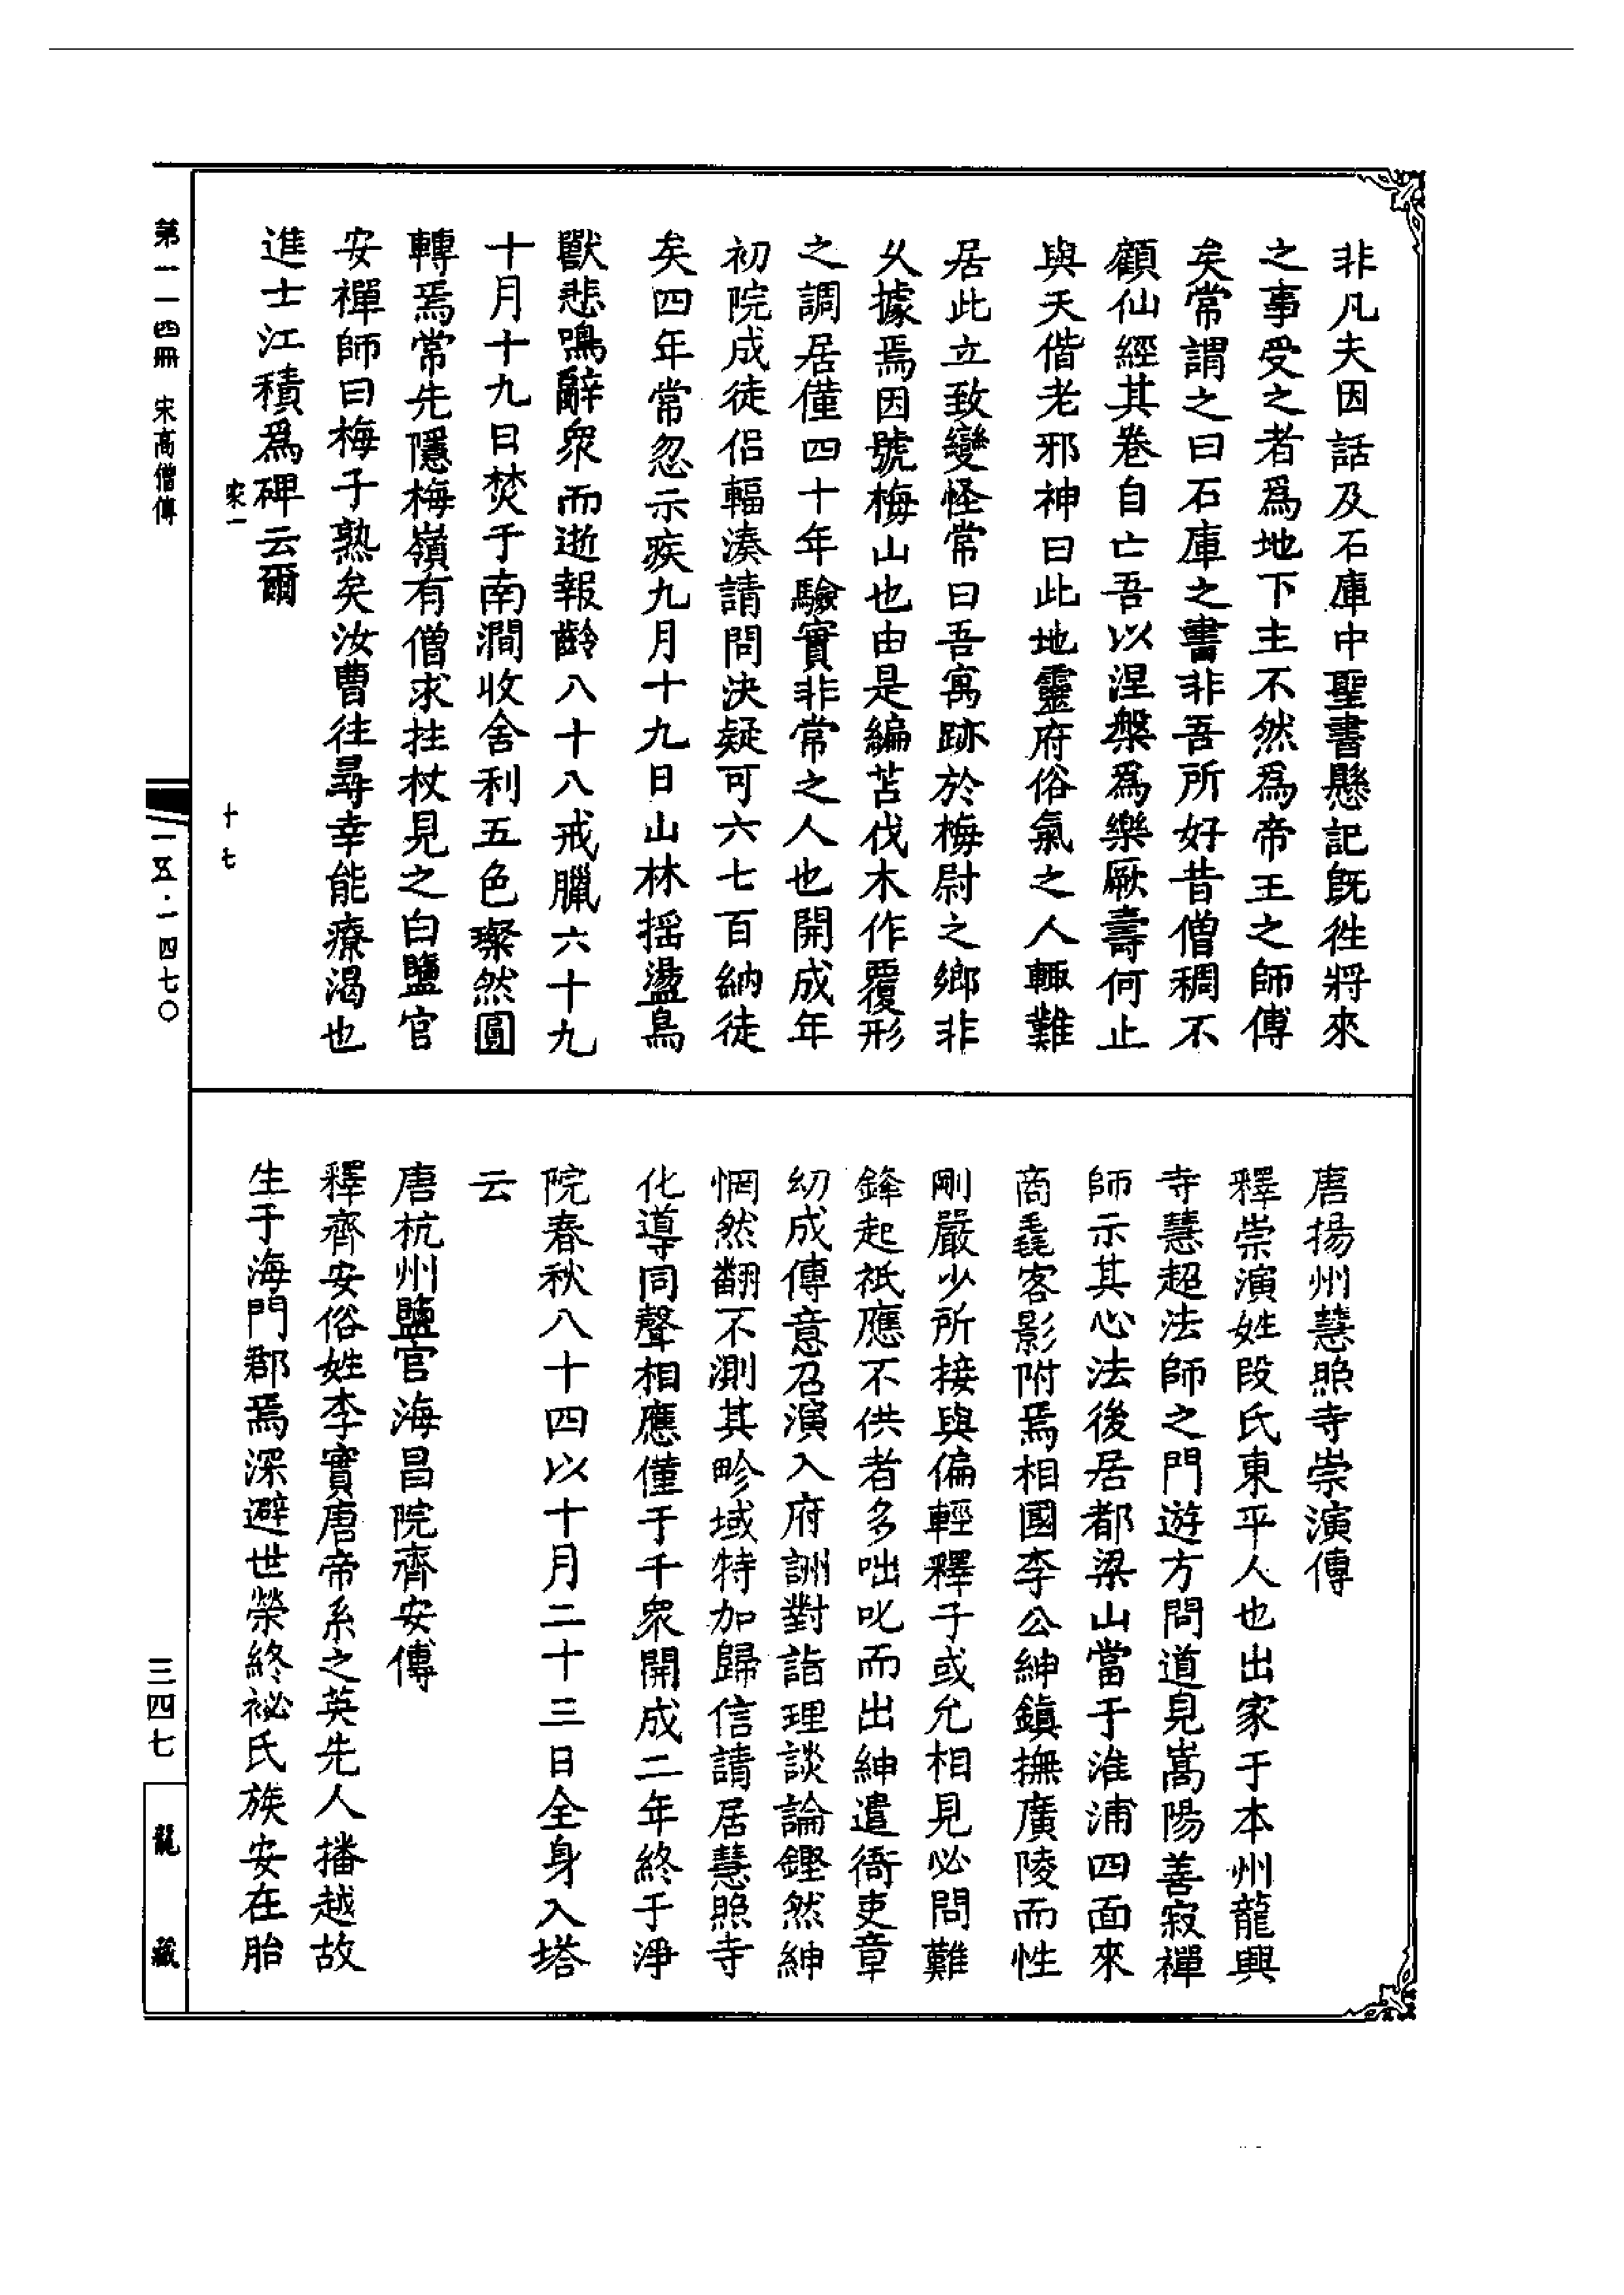 非凡夫因話及石庫中聖書懸記既徃將來
之事受之者爲地下主不然爲帝王之師傅
矣常謂之曰石庫之書非吾所好昔僧稠不
顧仙經其卷自亡吾以涅槃爲樂厥壽何止
與天偕老邪神曰此地靈府俗氣之人輒難
居此立致變怪常曰吾寓跡於梅尉之鄉非
乆據焉因號梅山也由是編苫伐木作覆形
之調居僅四十年驗實非常之人也開成年
初院成徒侣輻湊請問決疑可六七百納徒
矣四年常忽示疾九月十九日山林摇盪鳥
獸悲鳴辭衆而逝報齡八十八戒臘六十九
十月十九日焚于南澗收舍利五色璨然圓
轉焉常先隱梅嶺有僧求拄杖見之白鹽官
安禪師曰梅子熟矣汝曹往尋幸能療渴也
進士江積爲碑云爾
唐揚州慧照寺崇演傳
釋崇演姓段氏東平人也出家于本州龍興
寺慧超法師之門遊方問道見嵩陽善寂禪
師示其心法後居都梁山當于淮浦四面來
商毳客影附焉相國李公紳鎮撫廣陵而性
剛嚴少所接與偏輕釋子或允相見必問難
鋒起祇應不供者多咄叱而出紳遣衙吏章
幼成傳意召演入府詶對詣理談論鏗然紳
惘然翻不測其畛域特加歸信請居慧照寺
化導同聲相應僅于千衆開成二年終于淨
院春秋八十四以十月二十三日全身入塔
云
唐杭州鹽官海昌院齊安傳
釋齊安俗姓李實唐帝系之英先人播越故
生于海門郡焉深避世榮終祕氏族安在胎
第一一四冊 宋高僧傳
一五·一四七〇
三四七
龍藏
十七